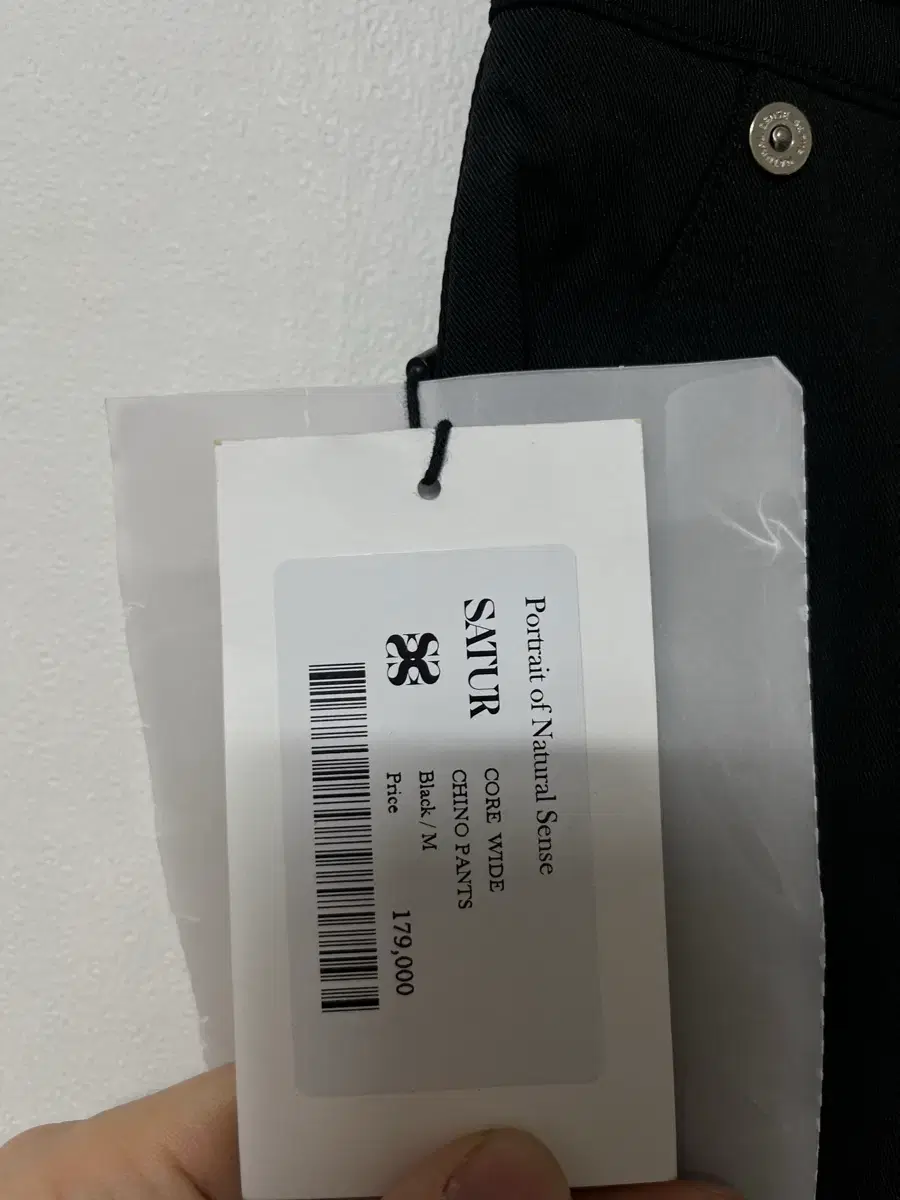 Portrait of Natural Sense
SATUR
CORE WIDE
CHINO PANTS
Black / M
Price 179,000